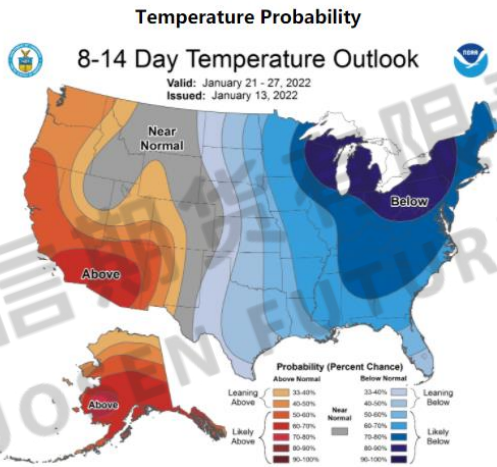 Temperature Probability
8-14 Day Temperature Outlook
Valid: January 21 - 27, 2022
Issued: January 13, 2022
NOAA
Near
Normal
Below
Above
Above
Probability (Percent Chance)
Above Normal Below Normal
Leaning
Above
Likely
Above
33-40%
40-50%
50-60%
60-70%
70-80%
80-90%
90-100%
Near
Normal
33-40%
40-50%
50-60%
60-70%
70-80%
80-90%
90-100%
Leaning
Below
Likely
Below